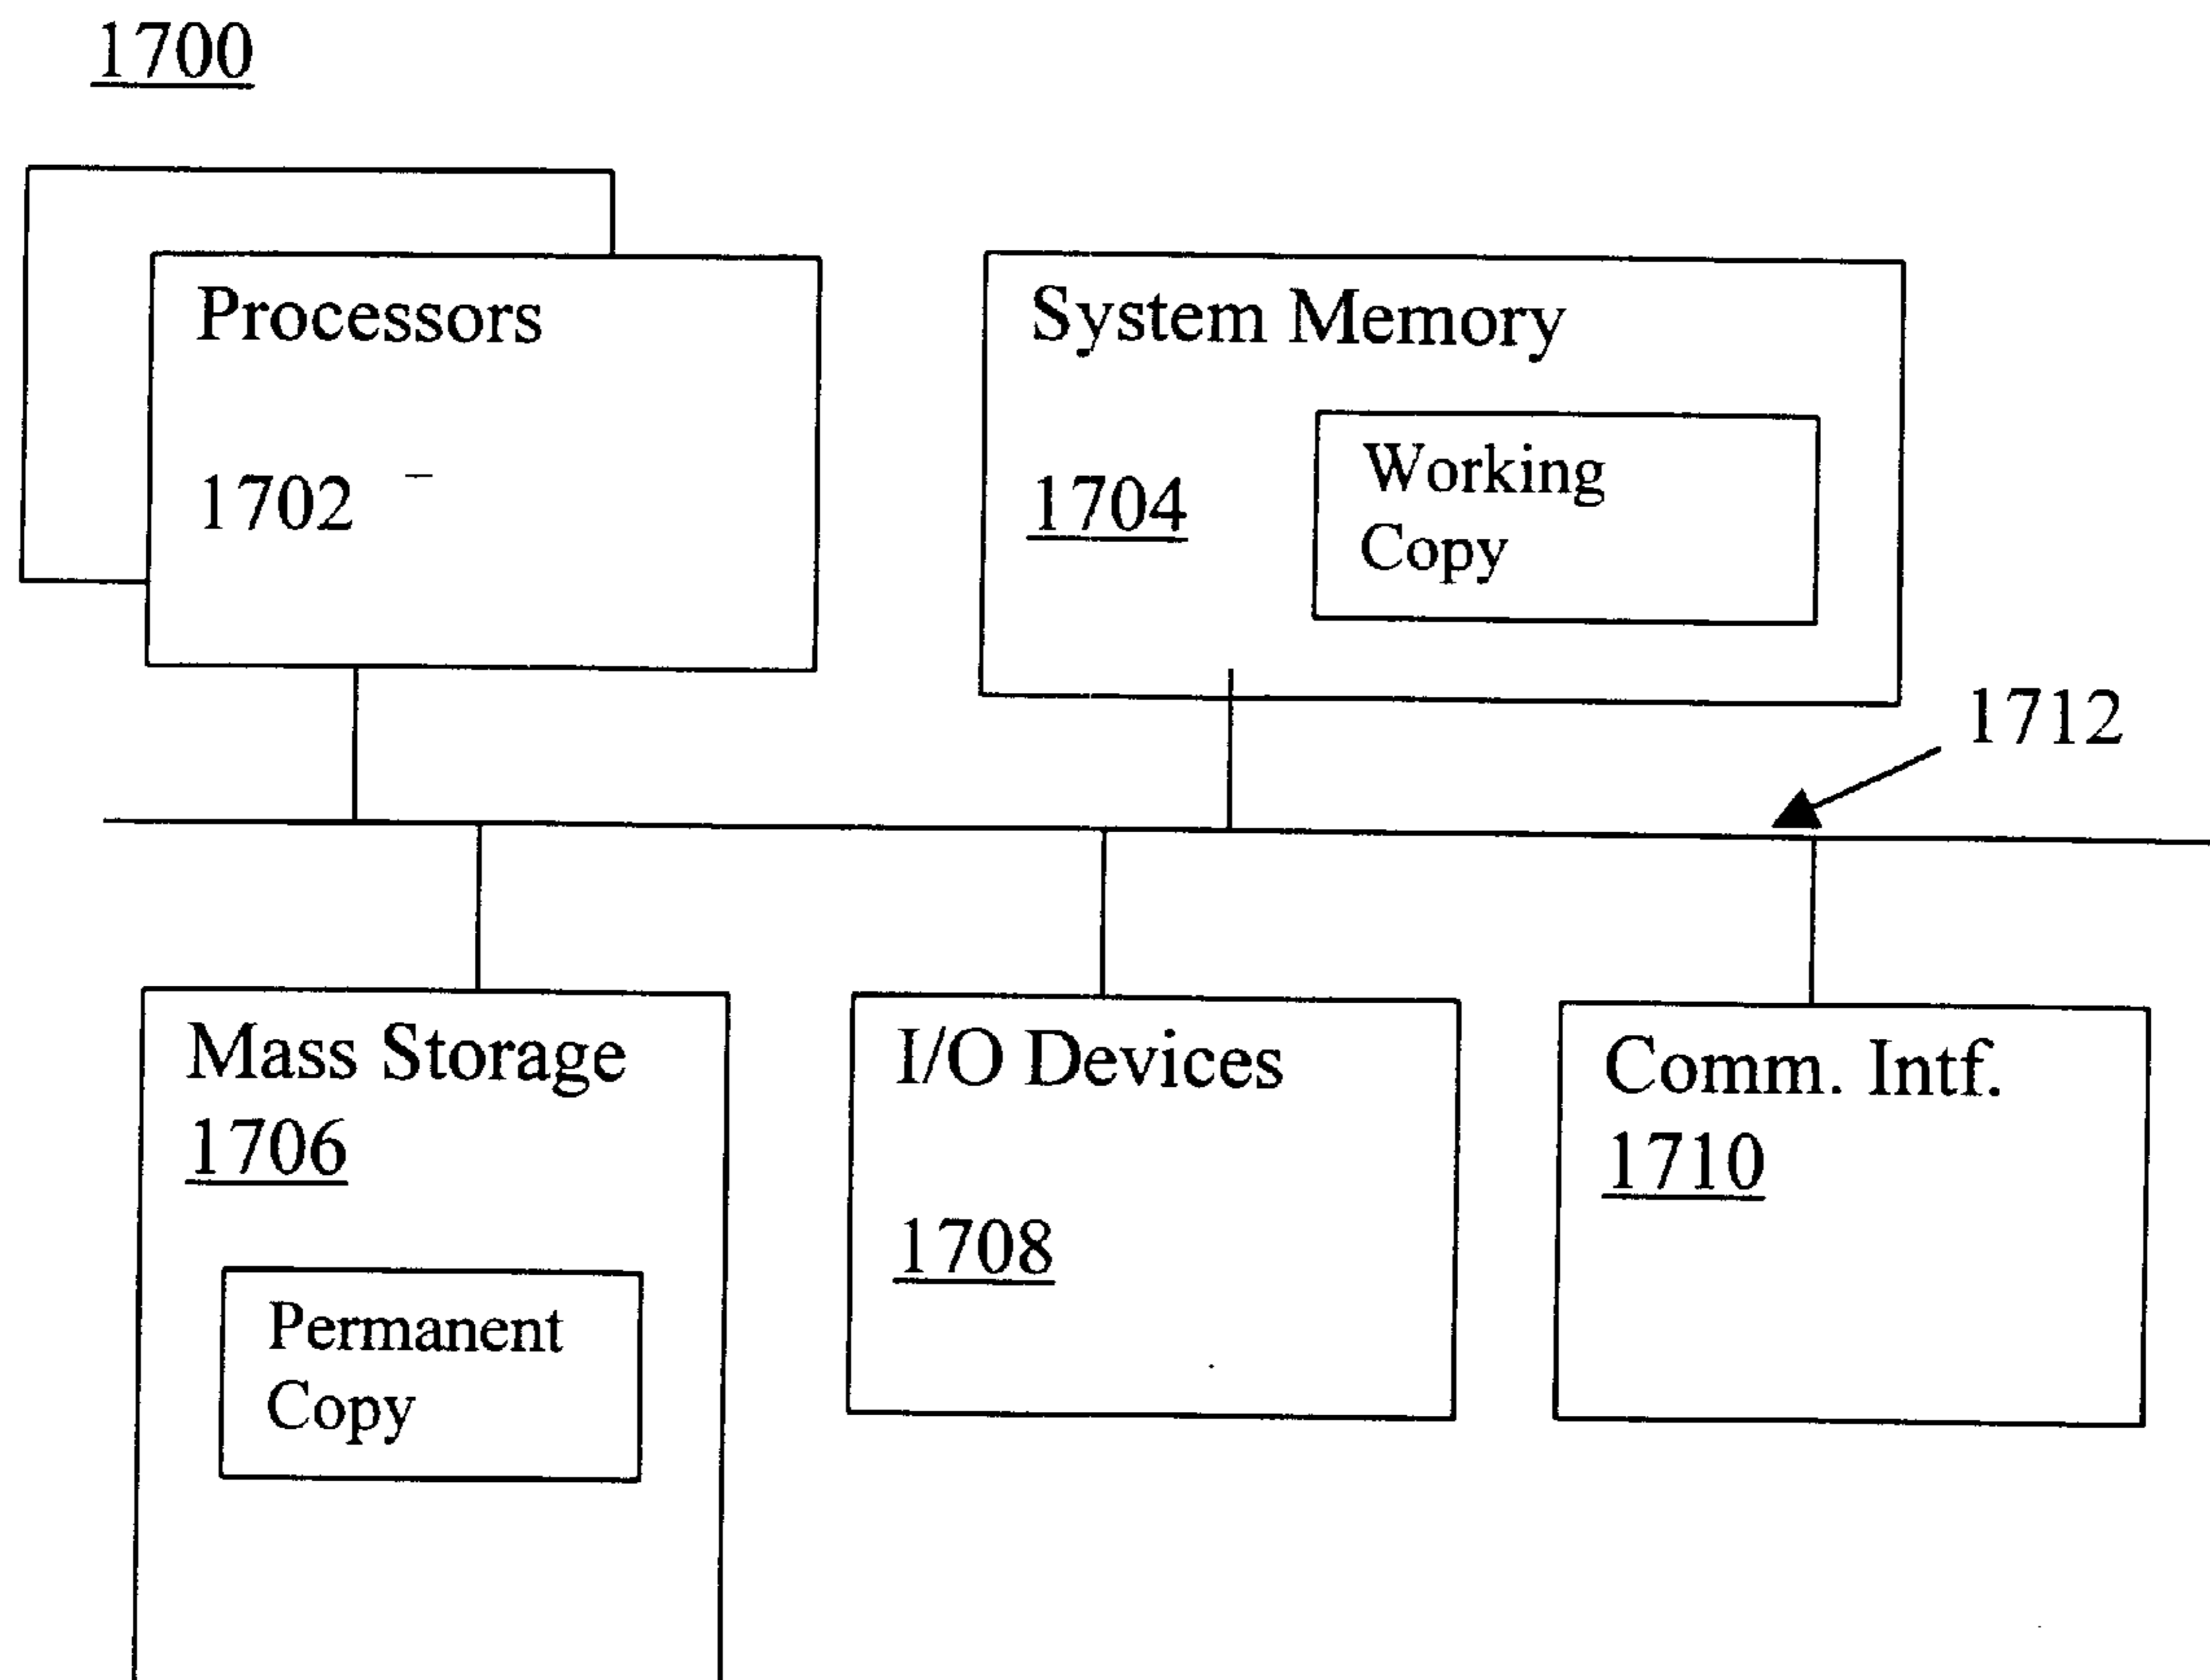 1700
Processors
1702
System Memory
1704
Working
Copy
1712
Mass Storage
1706
Permanent
Copy
I/O Devices
1708
Comm. Intf.
1710